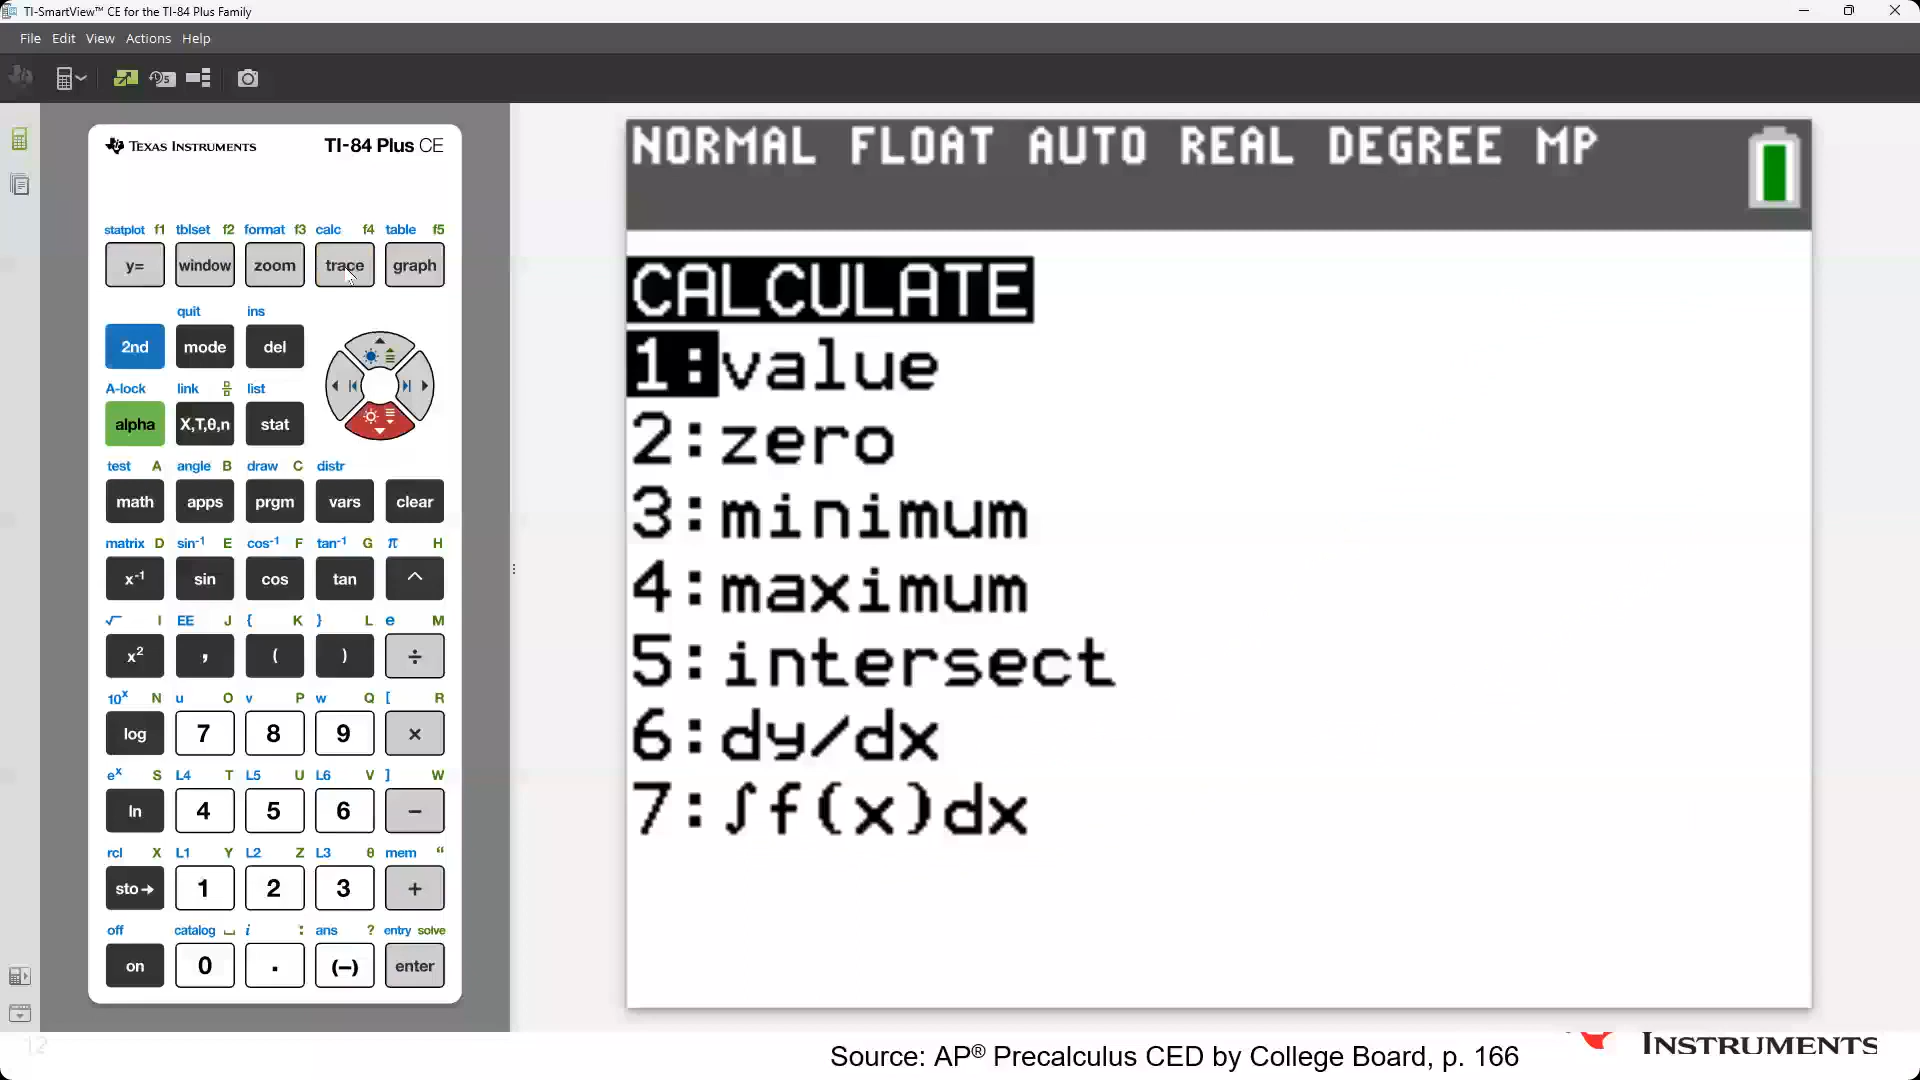 TI-SmartView™ CE for the TI-84 Plus Family
File Edit View Actions Help
TEXAS INSTRUMENTS TI-84 Plus CE
statplot f1 tblset f2 format f3 calc f4 table f5
y= window zoom trace graph
quit ins
2nd mode del
A-lock link list
alpha X,T,θ,n stat
test A angle B draw C distr
math apps prgm vars clear
matrix D sin⁻¹ E cos⁻¹ F tan⁻¹ G π H
x⁻¹ sin cos tan ^
√ I EE J { K } L e M
x² , ( ) ÷
10ˣ N u O v P w Q [ R
log 7 8 9 ×
eˣ S L4 T L5 U L6 V ] W
ln 4 5 6 −
rcl X L1 Y L2 Z L3 θ mem “
sto→ 1 2 3 +
off catalog ⎵ i : ans ? entry solve
on 0 . (−) enter
NORMAL FLOAT AUTO REAL DEGREE MP
CALCULATE
1:value
2:zero
3:minimum
4:maximum
5:intersect
6:dy/dx
7:∫f(x)dx
12
Source: AP® Precalculus CED by College Board, p. 166
INSTRUMENTS